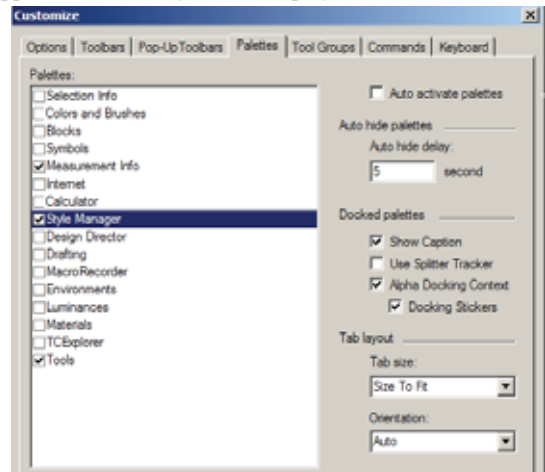 Customize
Options
Toolbars
Pop-UpToolbars
Palettes
Tool Groups
Commands
Keyboard
Palettes:
Selection Info
Colors and Brushes
Blocks
Symbols
Measurement Info
Internet
Calculator
Style Manager
Design Director
Drafting
MacroRecorder
Environments
Luminances
Materials
TCExplorer
Tools
Auto activate palettes
Auto hide palettes
Auto hide delay:
5 second
Docked palettes
Show Caption
Use Splitter Tracker
Alpha Docking Context
Docking Stickers
Tab layout
Tab size:
Size To Fit
Orientation:
Auto